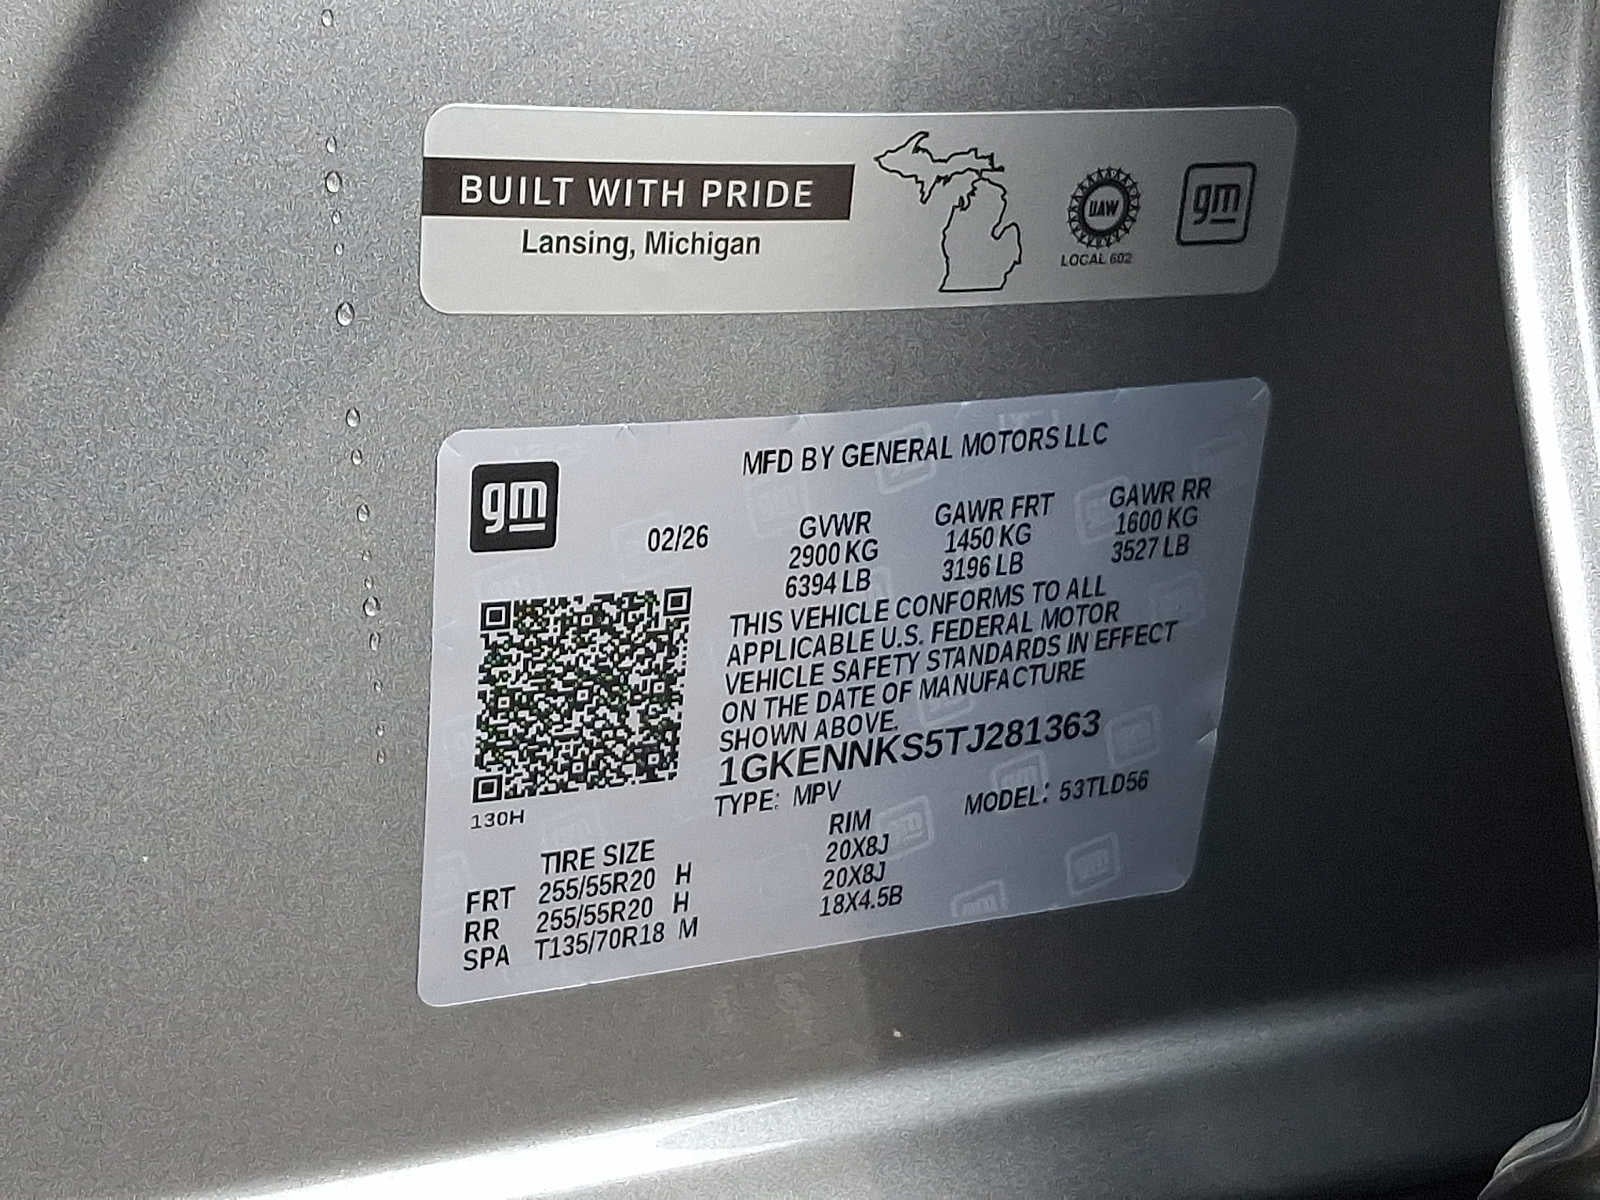 BUILT WITH PRIDE
Lansing, Michigan
UAW
LOCAL 602
gm
gm
MFD BY GENERAL MOTORS LLC
02/26
GVWR
2900 KG
6394 LB
GAWR FRT
1450 KG
3196 LB
GAWR RR
1600 KG
3527 LB
THIS VEHICLE CONFORMS TO ALL
APPLICABLE U.S. FEDERAL MOTOR
VEHICLE SAFETY STANDARDS IN EFFECT
ON THE DATE OF MANUFACTURE
SHOWN ABOVE.
1GKENNKS5TJ281363
TYPE: MPV
MODEL: 53TLD56
130H
TIRE SIZE RIM
FRT 255/55R20 H 20X8J
RR 255/55R20 H 20X8J
SPA T135/70R18 M 18X4.5B